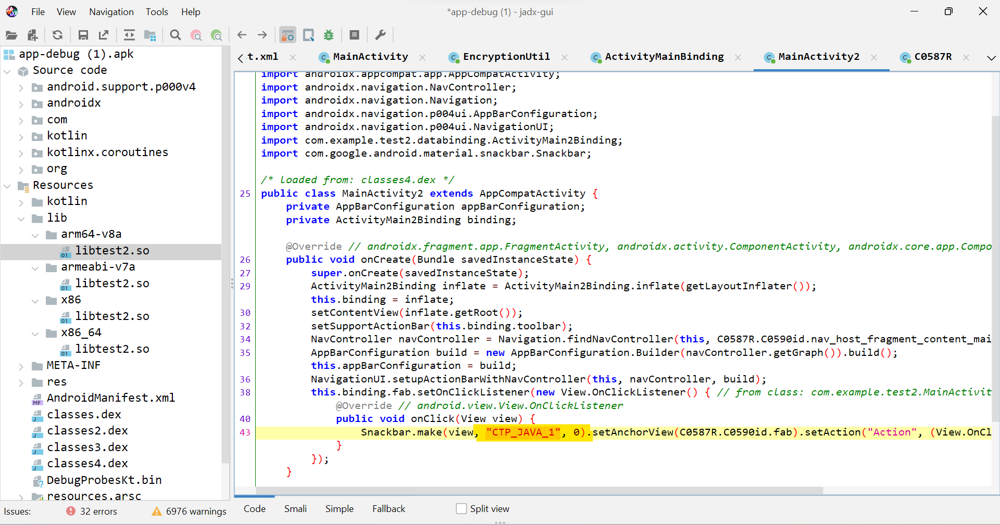 File View Navigation Tools Help
*app-debug (1) - jadx-gui
app-debug (1).apk
Source code
android.support.p000v4
androidx
com
kotlin
kotlinx.coroutines
org
Resources
kotlin
lib
arm64-v8a
libtest2.so
armeabi-v7a
libtest2.so
x86
libtest2.so
x86_64
libtest2.so
META-INF
res
AndroidManifest.xml
classes.dex
classes2.dex
classes3.dex
classes4.dex
DebugProbesKt.bin
resources.arsc
Issues: 32 errors 6976 warnings
t.xml MainActivity EncryptionUtil ActivityMainBinding MainActivity2 C0587R
import androidx.appcompat.app.AppCompatActivity;
import androidx.navigation.NavController;
import androidx.navigation.Navigation;
import androidx.navigation.p004ui.AppBarConfiguration;
import androidx.navigation.p004ui.NavigationUI;
import com.example.test2.databinding.ActivityMain2Binding;
import com.google.android.material.snackbar.Snackbar;
/* loaded from: classes4.dex */
25 public class MainActivity2 extends AppCompatActivity {
private AppBarConfiguration appBarConfiguration;
private ActivityMain2Binding binding;
@Override // androidx.fragment.app.FragmentActivity, androidx.activity.ComponentActivity, androidx.core.app.Compo
26 public void onCreate(Bundle savedInstanceState) {
27 super.onCreate(savedInstanceState);
29 ActivityMain2Binding inflate = ActivityMain2Binding.inflate(getLayoutInflater());
this.binding = inflate;
30 setContentView(inflate.getRoot());
32 setSupportActionBar(this.binding.toolbar);
34 NavController navController = Navigation.findNavController(this, C0587R.C0590id.nav_host_fragment_content_mai
35 AppBarConfiguration build = new AppBarConfiguration.Builder(navController.getGraph()).build();
this.appBarConfiguration = build;
36 NavigationUI.setupActionBarWithNavController(this, navController, build);
38 this.binding.fab.setOnClickListener(new View.OnClickListener() { // from class: com.example.test2.MainActivit
@Override // android.view.View.OnClickListener
40 public void onClick(View view) {
43 Snackbar.make(view, "CTP_JAVA_1", 0).setAnchorView(C0587R.C0590id.fab).setAction("Action", (View.OnCl
}
});
}
Code Smali Simple Fallback Split view